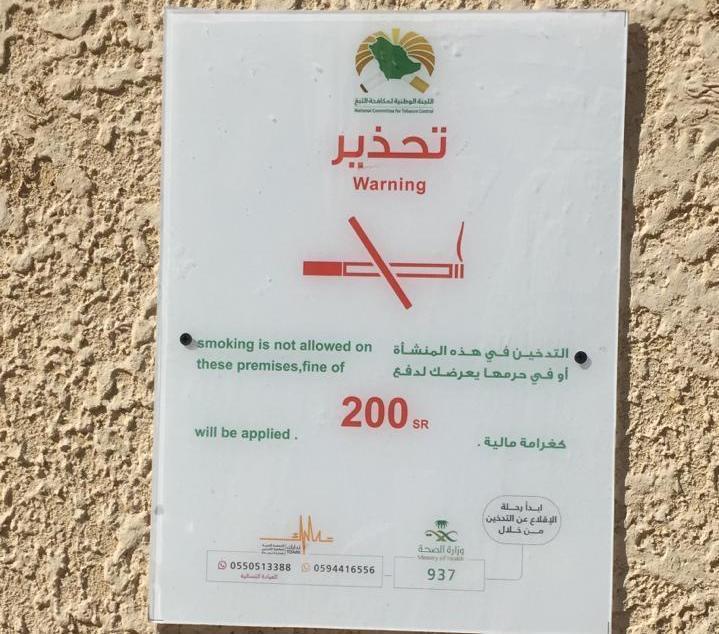 اللجنة الوطنية لمكافحة التبغ
National Committee for Tobacco Control
تحذير
Warning
smoking is not allowed on
these premises,fine of
التدخين في هذه المنشأة
أو في حرمها يعرضك لدفع
200 SR
will be applied .
كغرامة مالية .
ابدأ رحلة
الإقلاع عن التدخين
من خلال
وزارة الصحة
Ministry of Health
937
0550513388
0594416556
العيادة النسائية